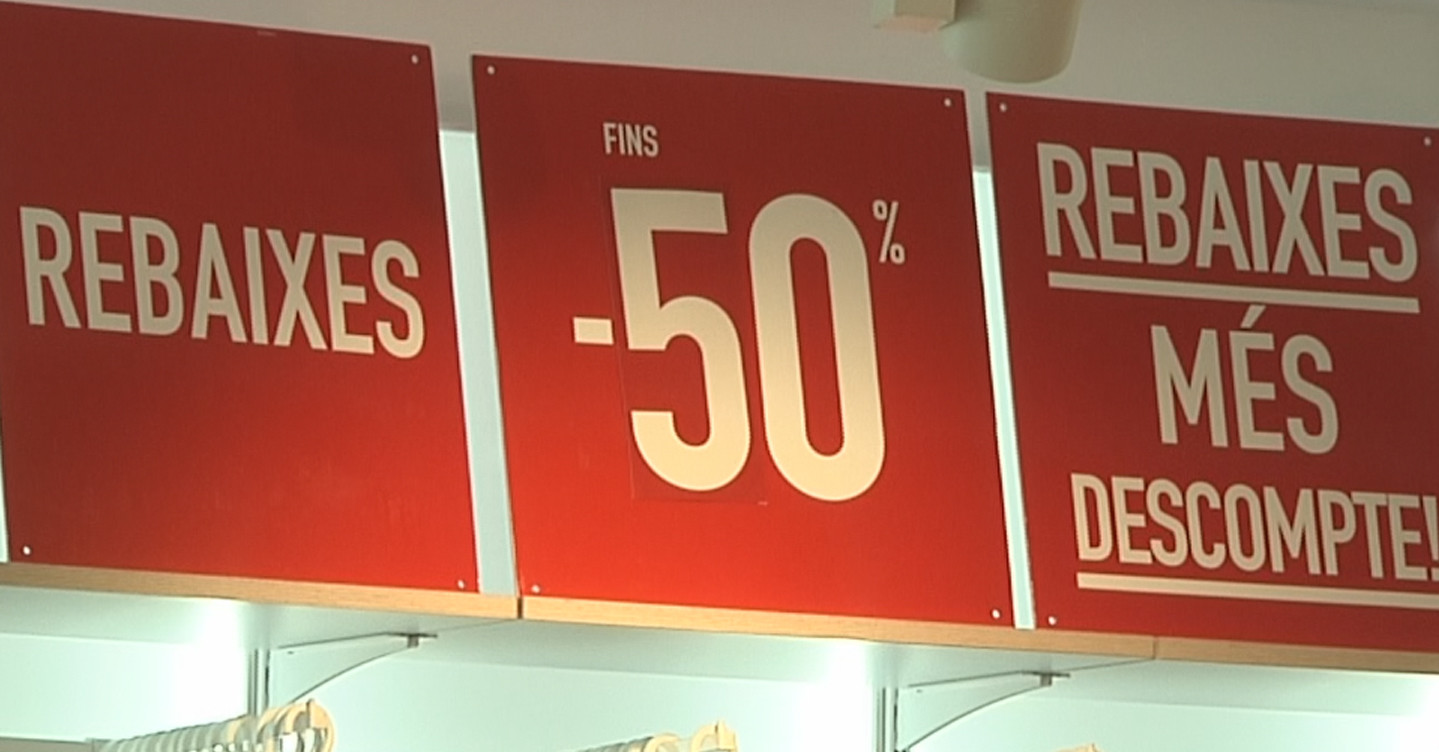 REBAIXES
FINS
-50%
REBAIXES
MÉS
DESCOMPTE!